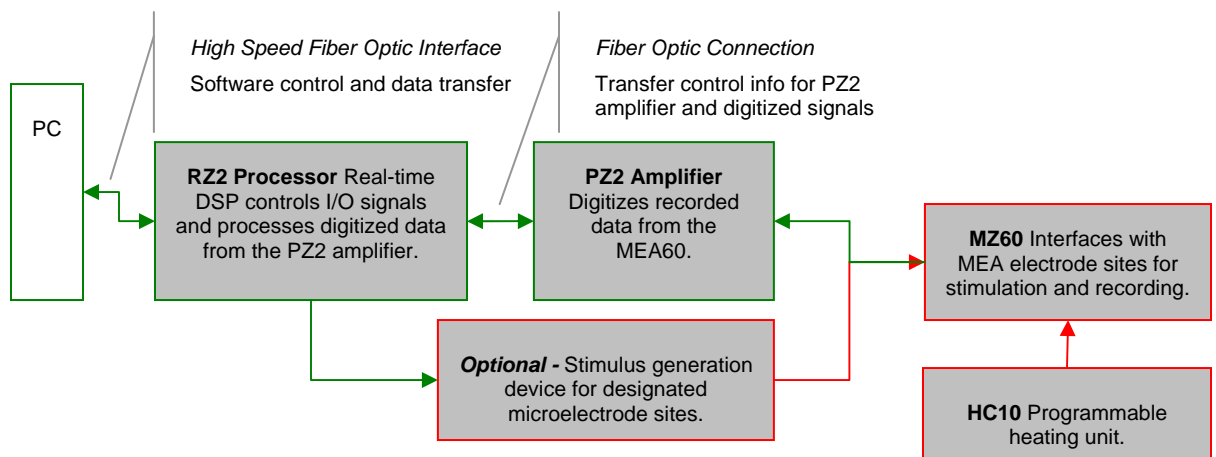 High Speed Fiber Optic Interface
Software control and data transfer
Fiber Optic Connection
Transfer control info for PZ2
amplifier and digitized signals
PC
RZ2 Processor Real-time
DSP controls I/O signals
and processes digitized data
from the PZ2 amplifier.
PZ2 Amplifier
Digitizes recorded
data from the
MEA60.
MZ60 Interfaces with
MEA electrode sites for
stimulation and recording.
Optional - Stimulus generation
device for designated
microelectrode sites.
HC10 Programmable
heating unit.